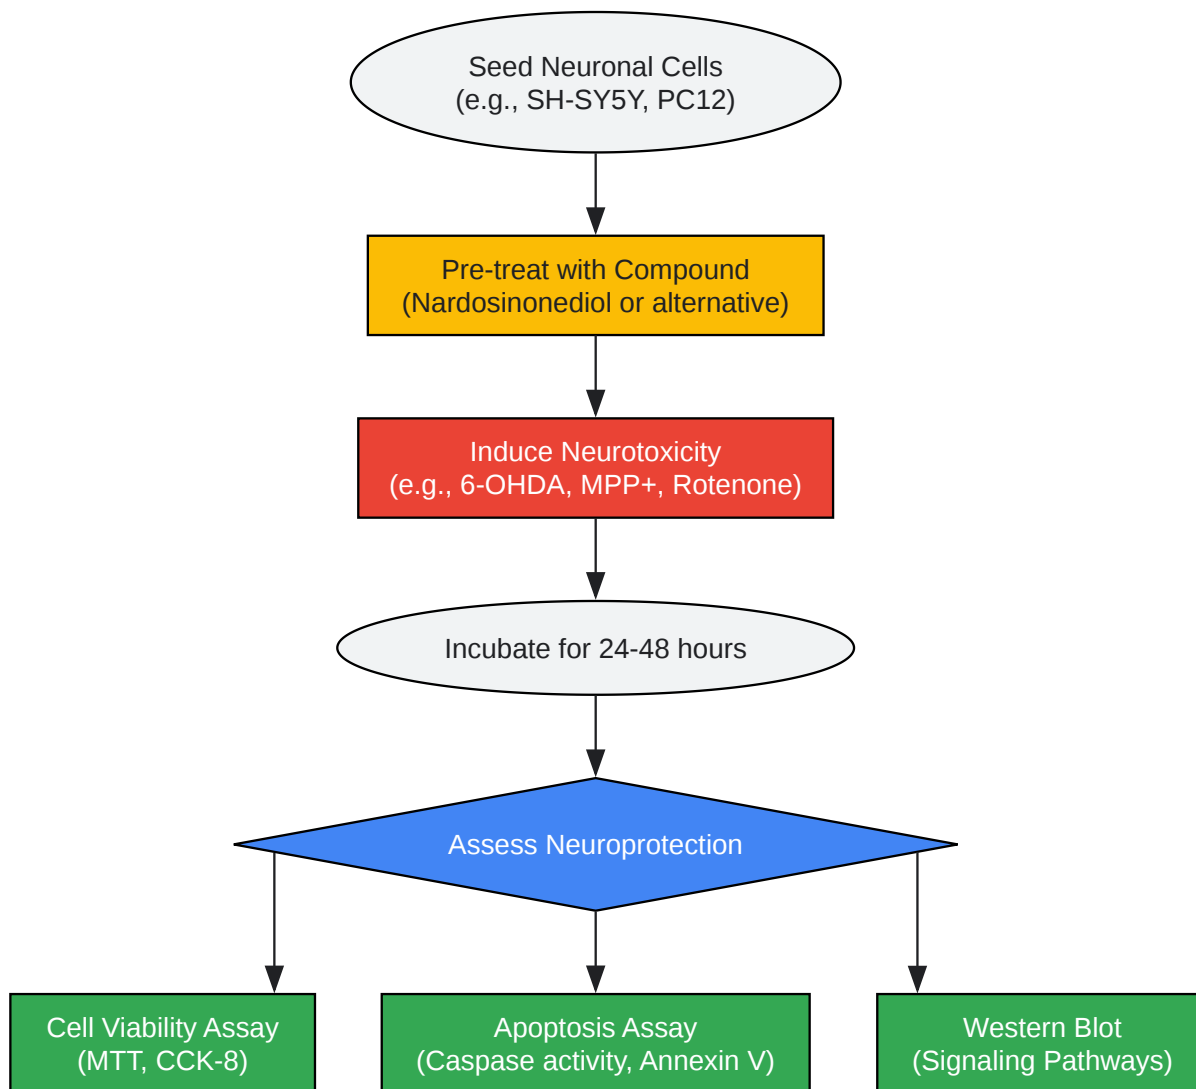 Seed Neuronal Cells
(e.g., SH-SY5Y, PC12)
Pre-treat with Compound
(Nardosinonediol or alternative)
Induce Neurotoxicity
(e.g., 6-OHDA, MPP+, Rotenone)
Incubate for 24-48 hours
Assess Neuroprotection
Cell Viability Assay
(MTT, CCK-8)
Apoptosis Assay
(Caspase activity, Annexin V)
Western Blot
(Signaling Pathways)